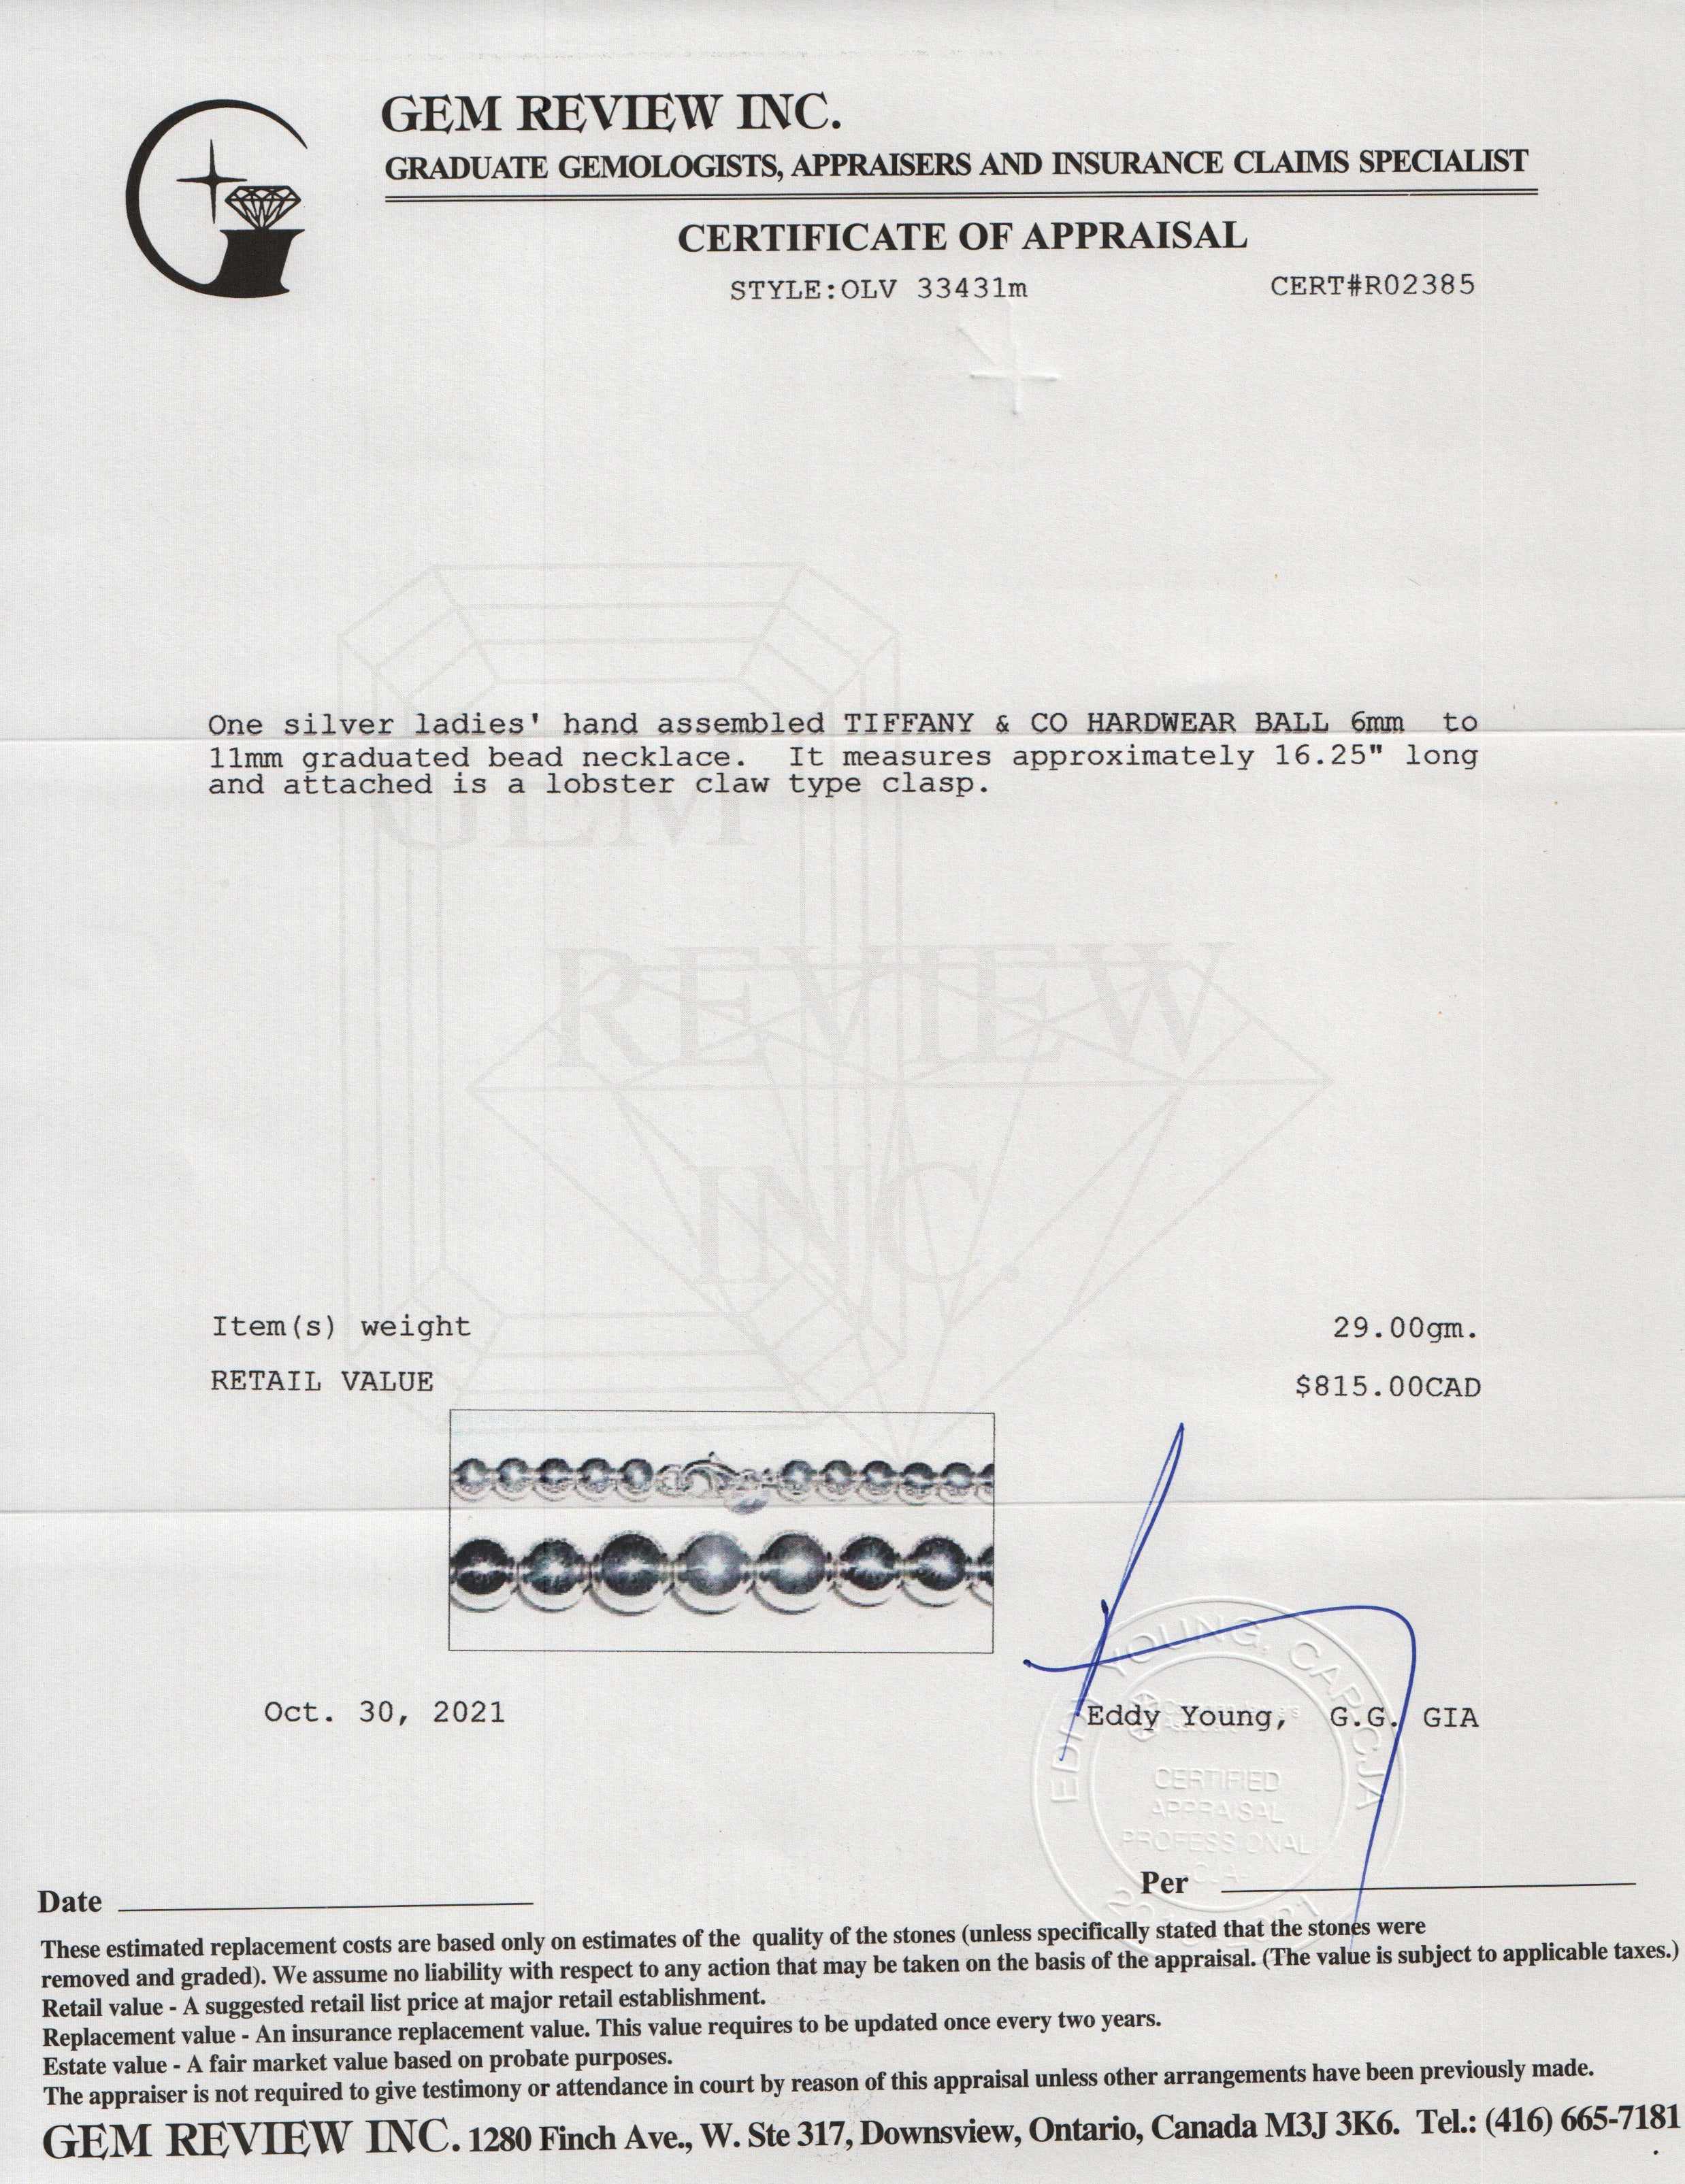 GEM REVIEW INC.
GRADUATE GEMOLOGISTS, APPRAISERS AND INSURANCE CLAIMS SPECIALIST
CERTIFICATE OF APPRAISAL
STYLE:OLV 33431m CERT#R02385
One silver ladies' hand assembled TIFFANY & CO HARDWEAR BALL 6mm to
11mm graduated bead necklace. It measures approximately 16.25" long
and attached is a lobster claw type clasp.
GEM
REVIEW
INC.
Item(s) weight 29.00gm.
RETAIL VALUE $815.00CAD
Oct. 30, 2021
Eddy Young, G.G. GIA
EDDY YOUNG, CAPCJA
CERTIFIED
APPRAISAL
PROFESSIONAL
Date
Per
These estimated replacement costs are based only on estimates of the quality of the stones (unless specifically stated that the stones were
removed and graded). We assume no liability with respect to any action that may be taken on the basis of the appraisal. (The value is subject to applicable taxes.)
Retail value - A suggested retail list price at major retail establishment.
Replacement value - An insurance replacement value. This value requires to be updated once every two years.
Estate value - A fair market value based on probate purposes.
The appraiser is not required to give testimony or attendance in court by reason of this appraisal unless other arrangements have been previously made.
GEM REVIEW INC. 1280 Finch Ave., W. Ste 317, Downsview, Ontario, Canada M3J 3K6. Tel.: (416) 665-7181